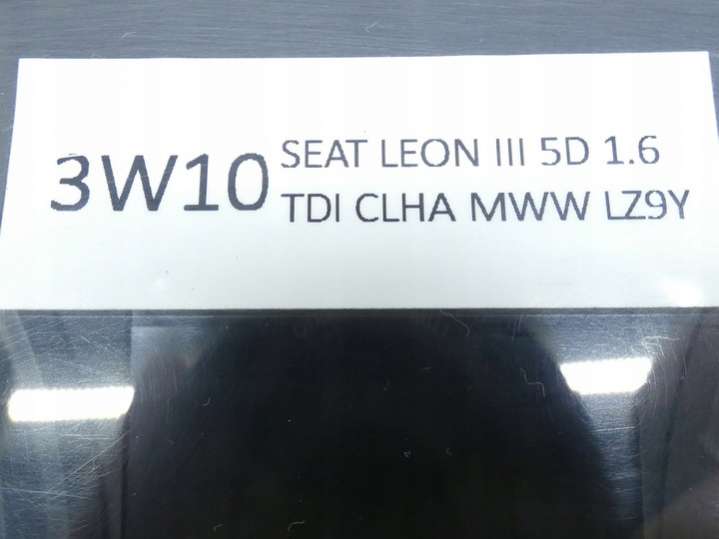 3W10
SEAT LEON III 5D 1.6
TDI CLHA MWW LZ9Y